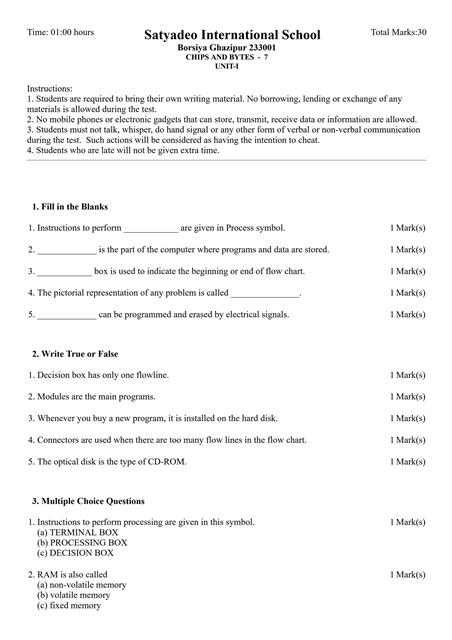 Time: 01:00 hours
Satyadeo International School
Total Marks:30
Borsiya Ghazipur 233001
CHIPS AND BYTES - 7
UNIT-I
Instructions:
1. Students are required to bring their own writing material. No borrowing, lending or exchange of any
materials is allowed during the test.
2. No mobile phones or electronic gadgets that can store, transmit, receive data or information are allowed.
3. Students must not talk, whisper, do hand signal or any other form of verbal or non-verbal communication
during the test. Such actions will be considered as having the intention to cheat.
4. Students who are late will not be given extra time.
1. Fill in the Blanks
1. Instructions to perform ____________ are given in Process symbol. 1 Mark(s)
2. _____________ is the part of the computer where programs and data are stored. 1 Mark(s)
3. ____________ box is used to indicate the beginning or end of flow chart. 1 Mark(s)
4. The pictorial representation of any problem is called _______________. 1 Mark(s)
5. _____________ can be programmed and erased by electrical signals. 1 Mark(s)
2. Write True or False
1. Decision box has only one flowline. 1 Mark(s)
2. Modules are the main programs. 1 Mark(s)
3. Whenever you buy a new program, it is installed on the hard disk. 1 Mark(s)
4. Connectors are used when there are too many flow lines in the flow chart. 1 Mark(s)
5. The optical disk is the type of CD-ROM. 1 Mark(s)
3. Multiple Choice Questions
1. Instructions to perform processing are given in this symbol. 1 Mark(s)
(a) TERMINAL BOX
(b) PROCESSING BOX
(c) DECISION BOX
2. RAM is also called 1 Mark(s)
(a) non-volatile memory
(b) volatile memory
(c) fixed memory